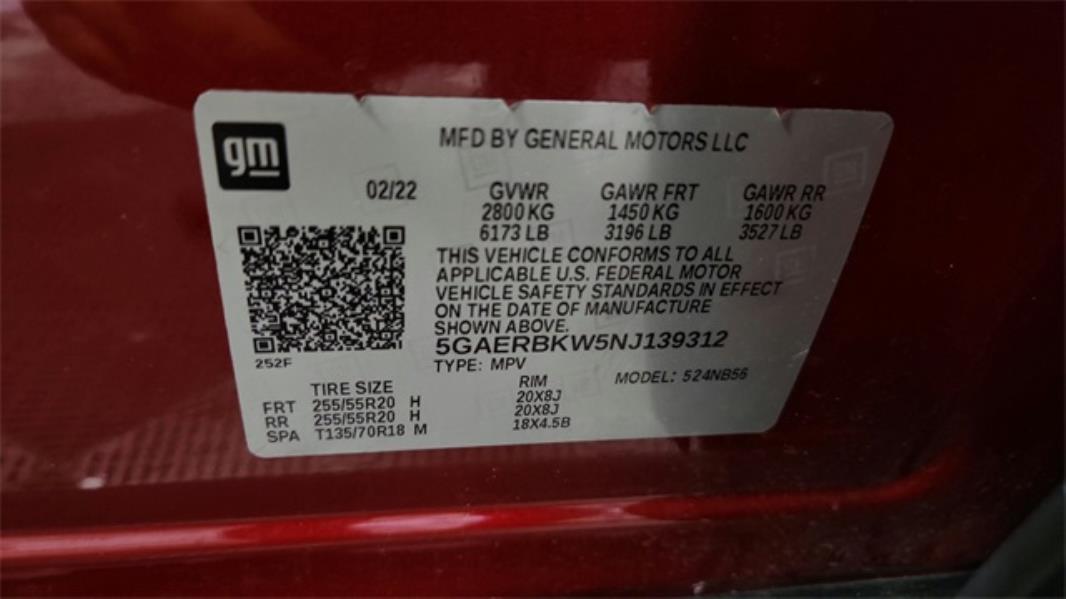 gm
MFD BY GENERAL MOTORS LLC
02/22 GVWR GAWR FRT GAWR RR
2800 KG 1450 KG 1600 KG
6173 LB 3196 LB 3527 LB
THIS VEHICLE CONFORMS TO ALL
APPLICABLE U.S. FEDERAL MOTOR
VEHICLE SAFETY STANDARDS IN EFFECT
ON THE DATE OF MANUFACTURE
SHOWN ABOVE.
5GAERBKW5NJ139312
252F
TYPE: MPV MODEL: 524NB56
TIRE SIZE RIM
FRT 255/55R20 H 20X8J
RR 255/55R20 H 20X8J
SPA T135/70R18 M 18X4.5B